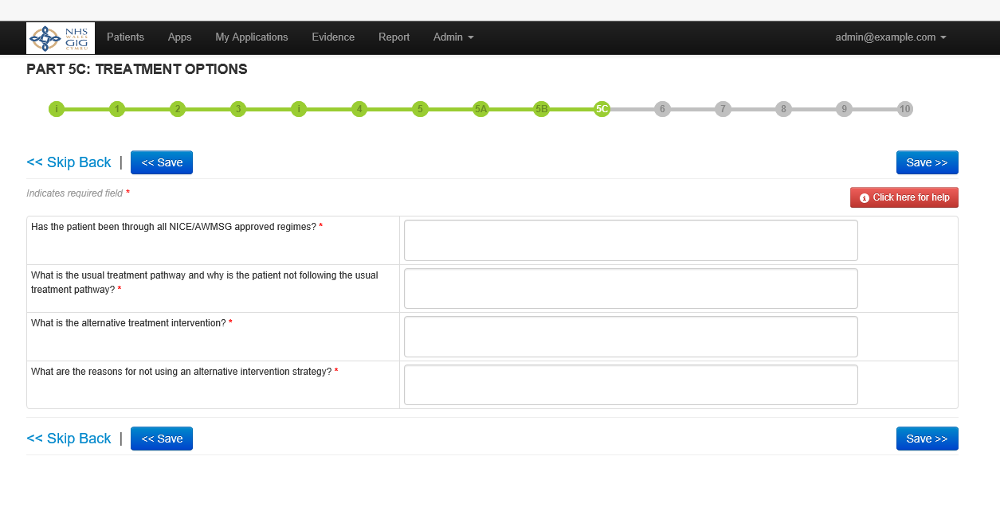 NHS
WALES
GIG
CYMRU
Patients Apps My Applications Evidence Report Admin admin@example.com
PART 5C: TREATMENT OPTIONS
i 1 2 3 i 4 5 5A 5B 5C 6 7 8 9 10
<< Skip Back | << Save Save >>
Indicates required field *
Click here for help
Has the patient been through all NICE/AWMSG approved regimes? *
What is the usual treatment pathway and why is the patient not following the usual
treatment pathway? *
What is the alternative treatment intervention? *
What are the reasons for not using an alternative intervention strategy? *
<< Skip Back | << Save Save >>